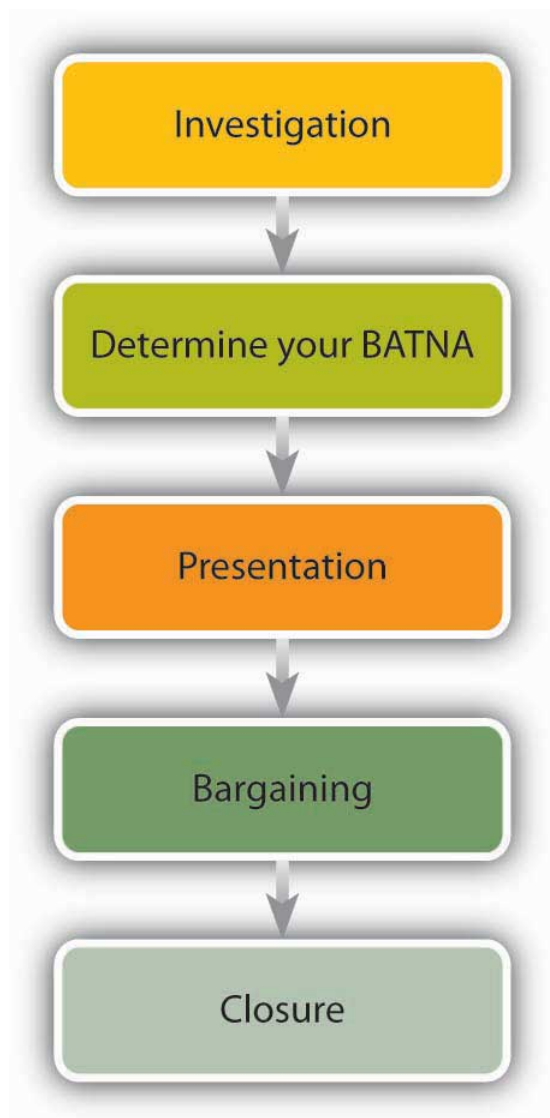 Investigation
Determine your BATNA
Presentation
Bargaining
Closure